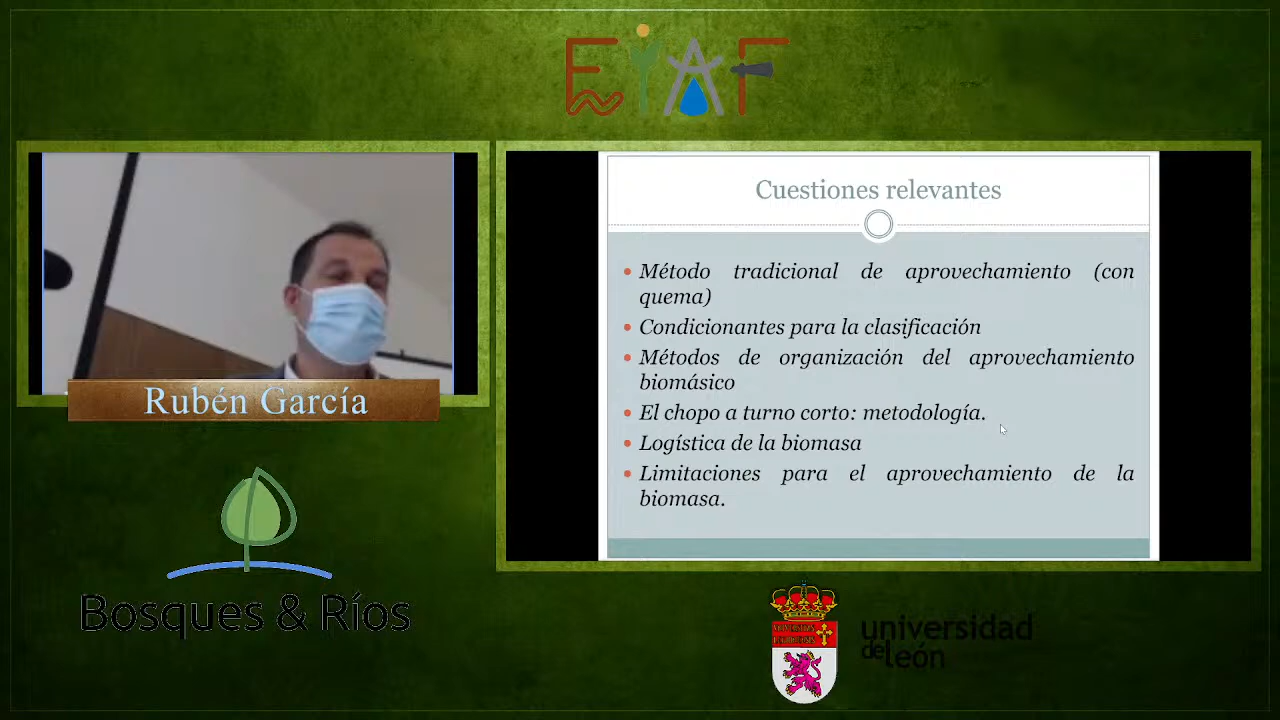 EIAF
Rubén García
Cuestiones relevantes
Método tradicional de aprovechamiento (con
quema)
Condicionantes para la clasificación
Métodos de organización del aprovechamiento
biomásico
El chopo a turno corto: metodología.
Logística de la biomasa
Limitaciones para el aprovechamiento de la
biomasa.
Bosques & Ríos
universidad
de león